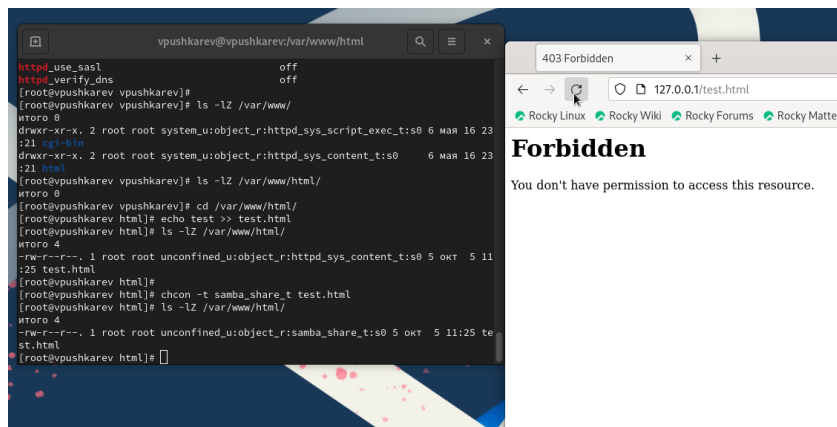 vpushkarev@vpushkarev:/var/www/html
httpd_use_sasl off
httpd_verify_dns off
[root@vpushkarev vpushkarev]#
[root@vpushkarev vpushkarev]# ls -lZ /var/www/
итого 0
drwxr-xr-x. 2 root root system_u:object_r:httpd_sys_script_exec_t:s0 6 мая 16 23
:21 cgi-bin
drwxr-xr-x. 2 root root system_u:object_r:httpd_sys_content_t:s0 6 мая 16 23
:21 html
[root@vpushkarev vpushkarev]# ls -lZ /var/www/html/
итого 0
[root@vpushkarev vpushkarev]# cd /var/www/html/
[root@vpushkarev html]# echo test >> test.html
[root@vpushkarev html]# ls -lZ /var/www/html/
итого 4
-rw-r--r--. 1 root root unconfined_u:object_r:httpd_sys_content_t:s0 5 окт 5 11
:25 test.html
[root@vpushkarev html]#
[root@vpushkarev html]# chcon -t samba_share_t test.html
[root@vpushkarev html]# ls -lZ /var/www/html/
итого 4
-rw-r--r--. 1 root root unconfined_u:object_r:samba_share_t:s0 5 окт 5 11:25 te
st.html
[root@vpushkarev html]#
403 Forbidden
127.0.0.1/test.html
Rocky Linux Rocky Wiki Rocky Forums Rocky Matte
Forbidden
You don't have permission to access this resource.